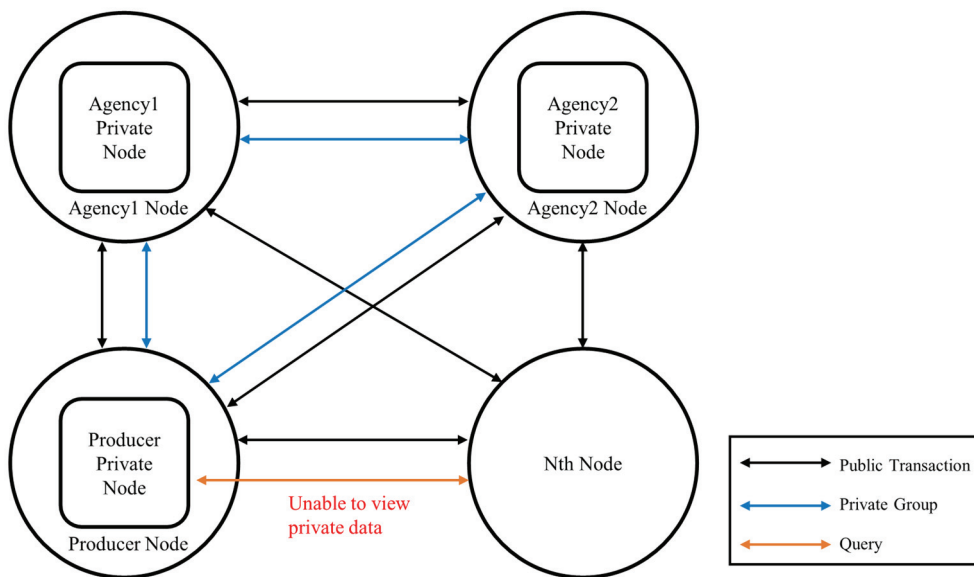 Agency1
Private
Node
Agency1 Node
Agency2
Private
Node
Agency2 Node
Producer
Private
Node
Producer Node
Unable to view
private data
Nth Node
Public Transaction
Private Group
Query